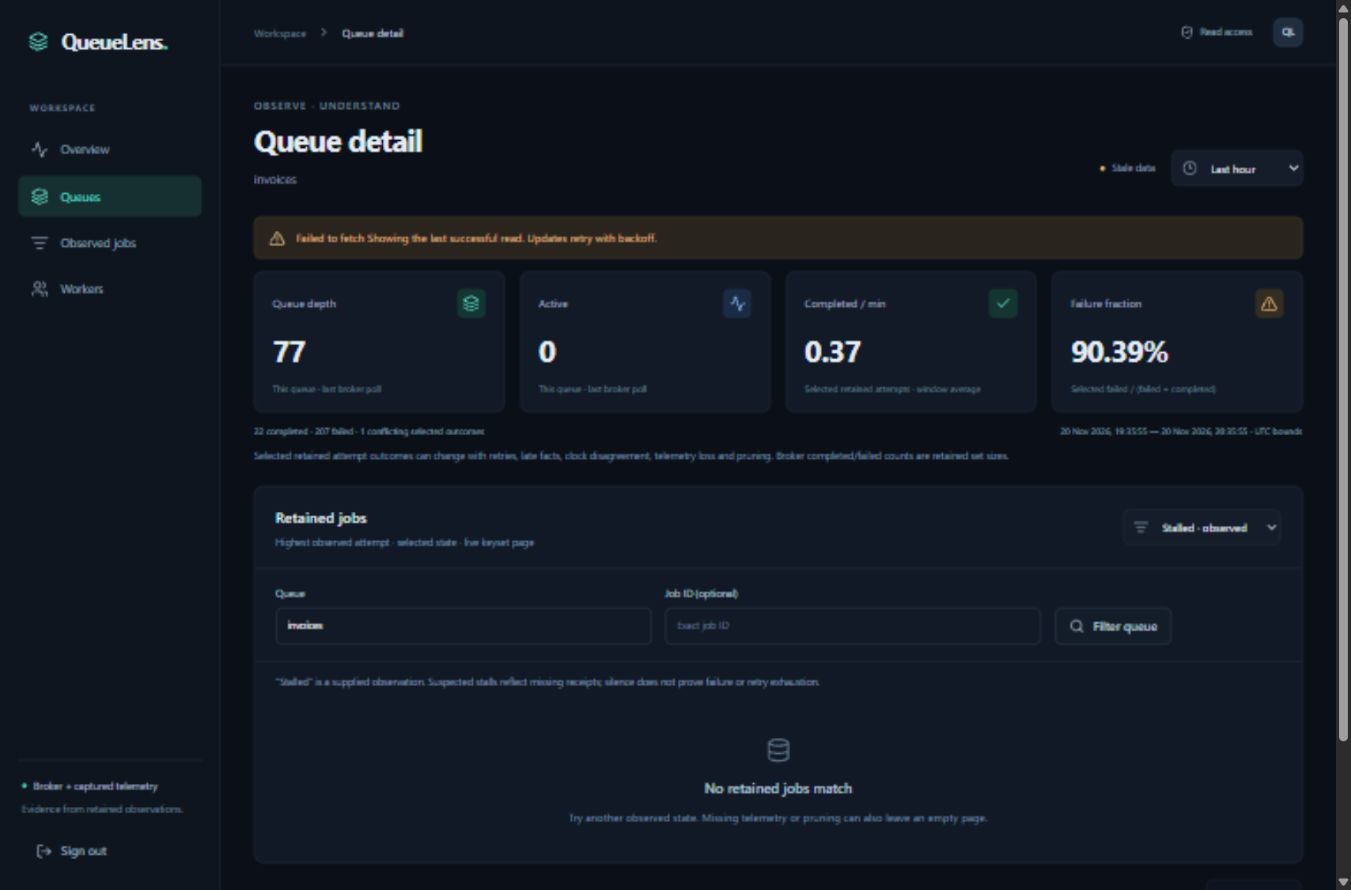 QueueLens.
Workspace > Queue detail
Read access
QL
WORKSPACE
Overview
Queues
Observed jobs
Workers
OBSERVE · UNDERSTAND
Queue detail
invoices
Stale data
Last hour
Failed to fetch Showing the last successful read. Updates retry with backoff.
Queue depth
77
This queue · last broker poll
Active
0
This queue · last broker poll
Completed / min
0.37
Selected retained attempts · window average
Failure fraction
90.39%
Selected failed / (failed + completed)
22 completed · 207 failed · 1 conflicting selected outcomes
20 Nov 2026, 19:35:55 — 20 Nov 2026, 20:35:55 · UTC bounds
Selected retained attempt outcomes can change with retries, late facts, clock disagreement, telemetry loss and pruning. Broker completed/failed counts are retained set sizes.
Retained jobs
Highest observed attempt · selected state · live keyset page
Stalled · observed
Queue
invoices
Job ID (optional)
Exact job ID
Filter queue
"Stalled" is a supplied observation. Suspected stalls reflect missing receipts; silence does not prove failure or retry exhaustion.
No retained jobs match
Try another observed state. Missing telemetry or pruning can also leave an empty page.
Broker + captured telemetry
Evidence from retained observations.
Sign out